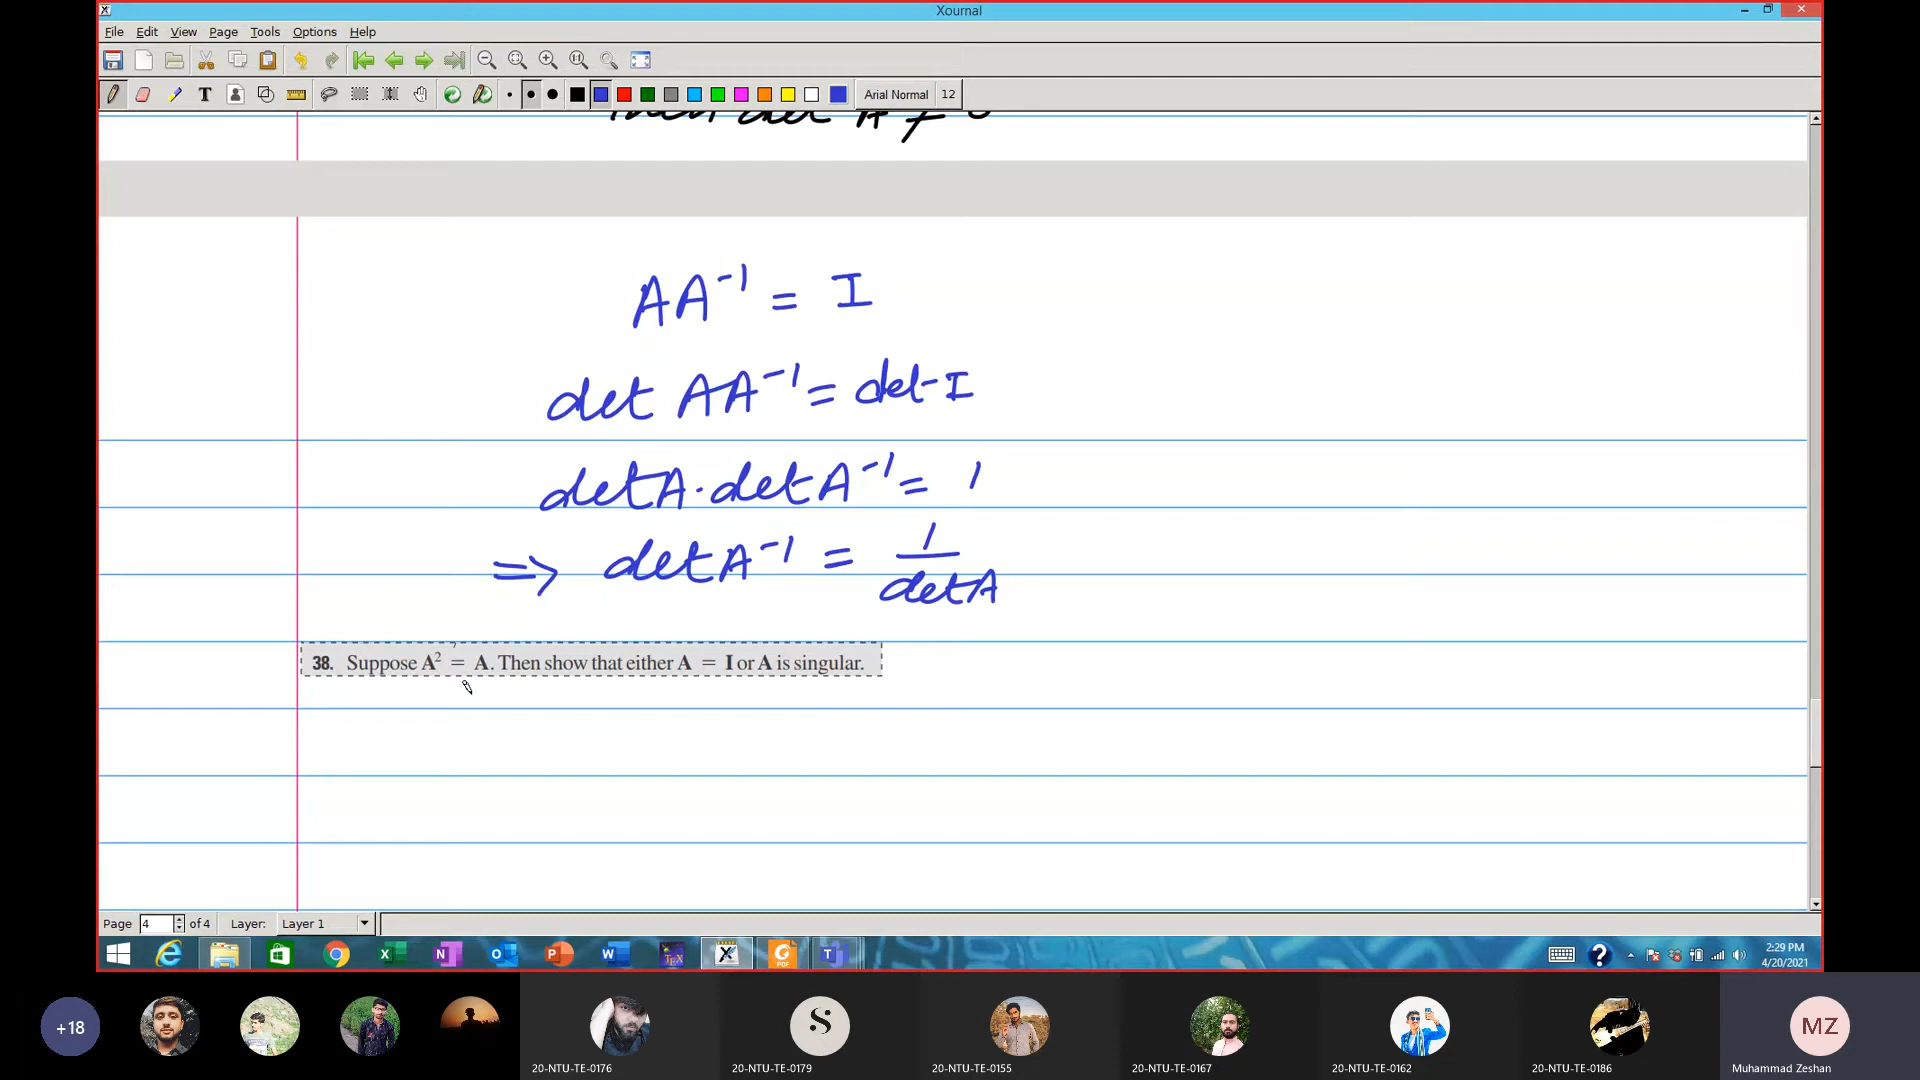 Xournal
File Edit View Page Tools Options Help
Arial Normal 12
Then det A ≠ 0
AA⁻¹ = I
det AA⁻¹ = det I
detA·detA⁻¹ = 1
⇒ detA⁻¹ = 1/detA
38. Suppose A² = A. Then show that either A = I or A is singular.
Page 4 of 4 Layer: Layer 1
2:29 PM
4/20/2021
+18
S
MZ
20-NTU-TE-0176 20-NTU-TE-0179 20-NTU-TE-0155 20-NTU-TE-0167 20-NTU-TE-0162 20-NTU-TE-0186 Muhammad Zeshan